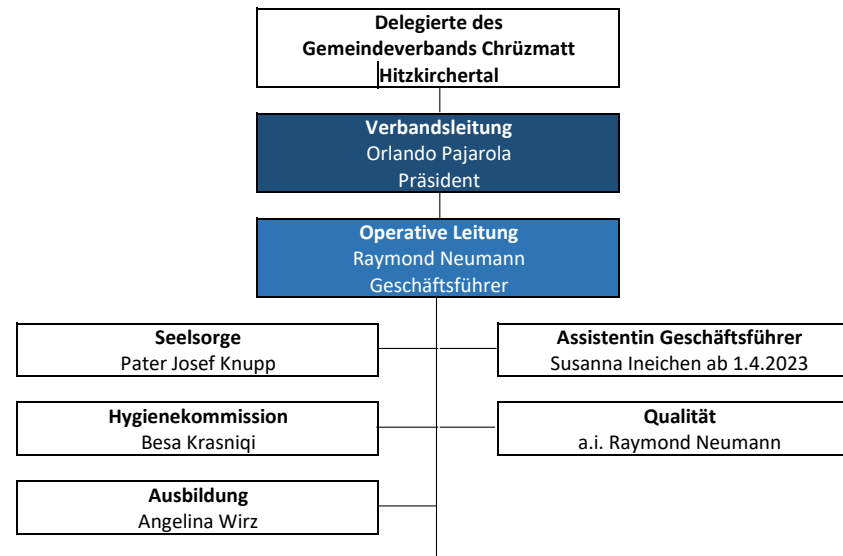 Delegierte des
Gemeindeverbands Chrüzmatt
Hitzkirchertal
Verbandsleitung
Orlando Pajarola
Präsident
Operative Leitung
Raymond Neumann
Geschäftsführer
Seelsorge
Pater Josef Knupp
Assistentin Geschäftsführer
Susanna Ineichen ab 1.4.2023
Hygienekommission
Besa Krasniqi
Qualität
a.i. Raymond Neumann
Ausbildung
Angelina Wirz